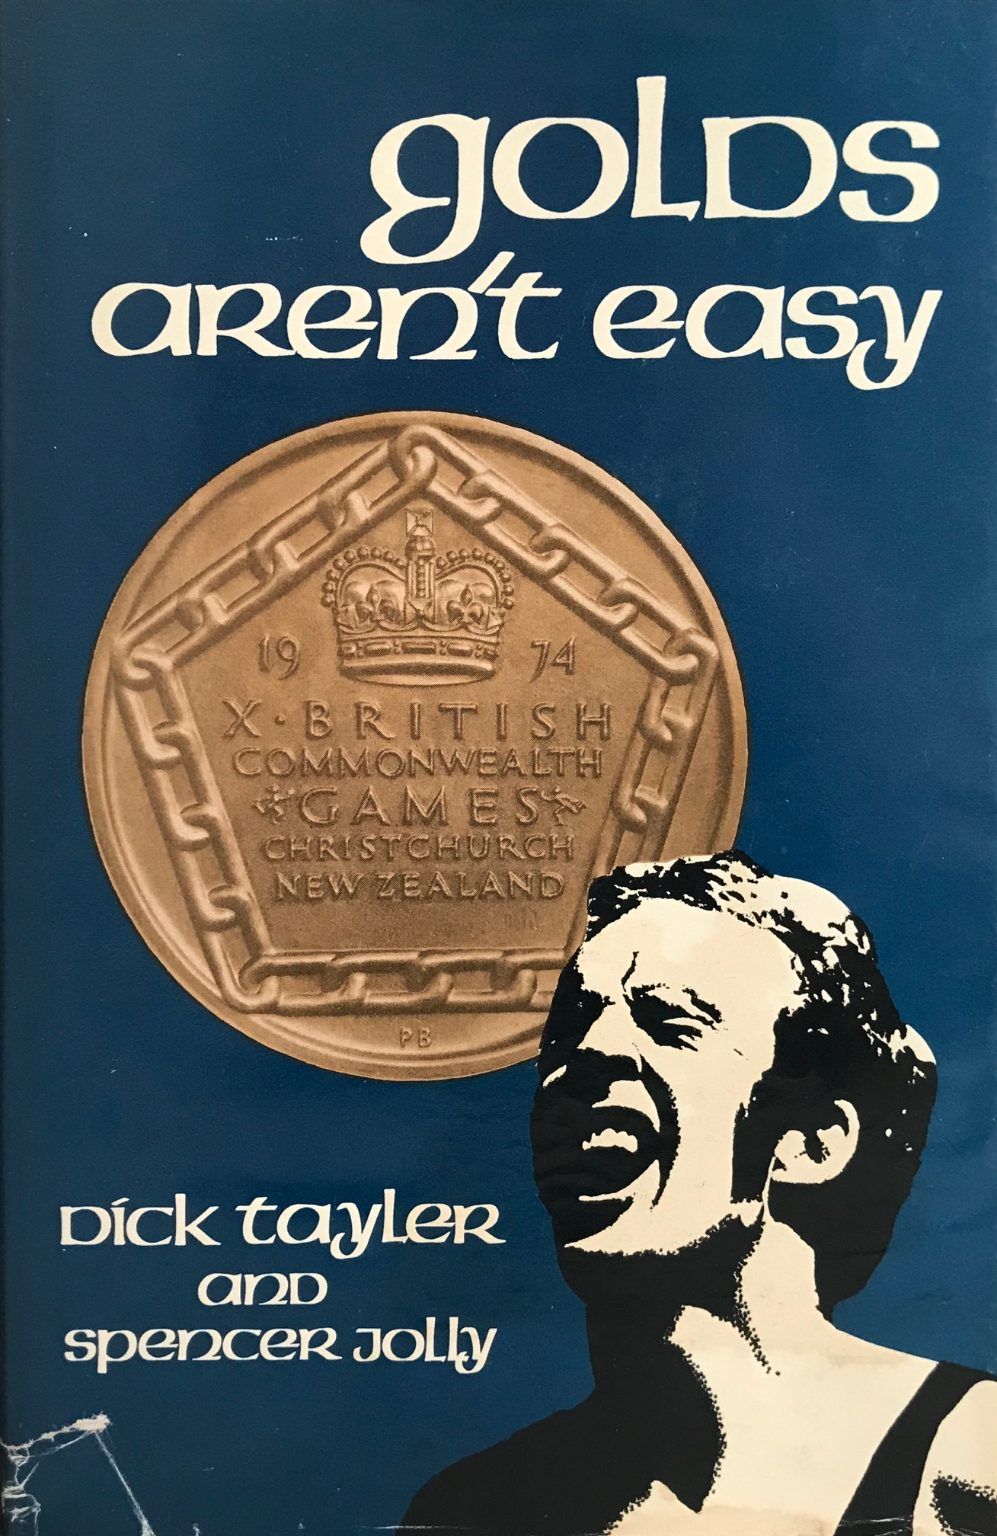 golds
aren't easy
19 74
X·BRITISH
COMMONWEALTH
GAMES
CHRISTCHURCH
NEW ZEALAND
PB
Dick Tayler
and
Spencer Jolly